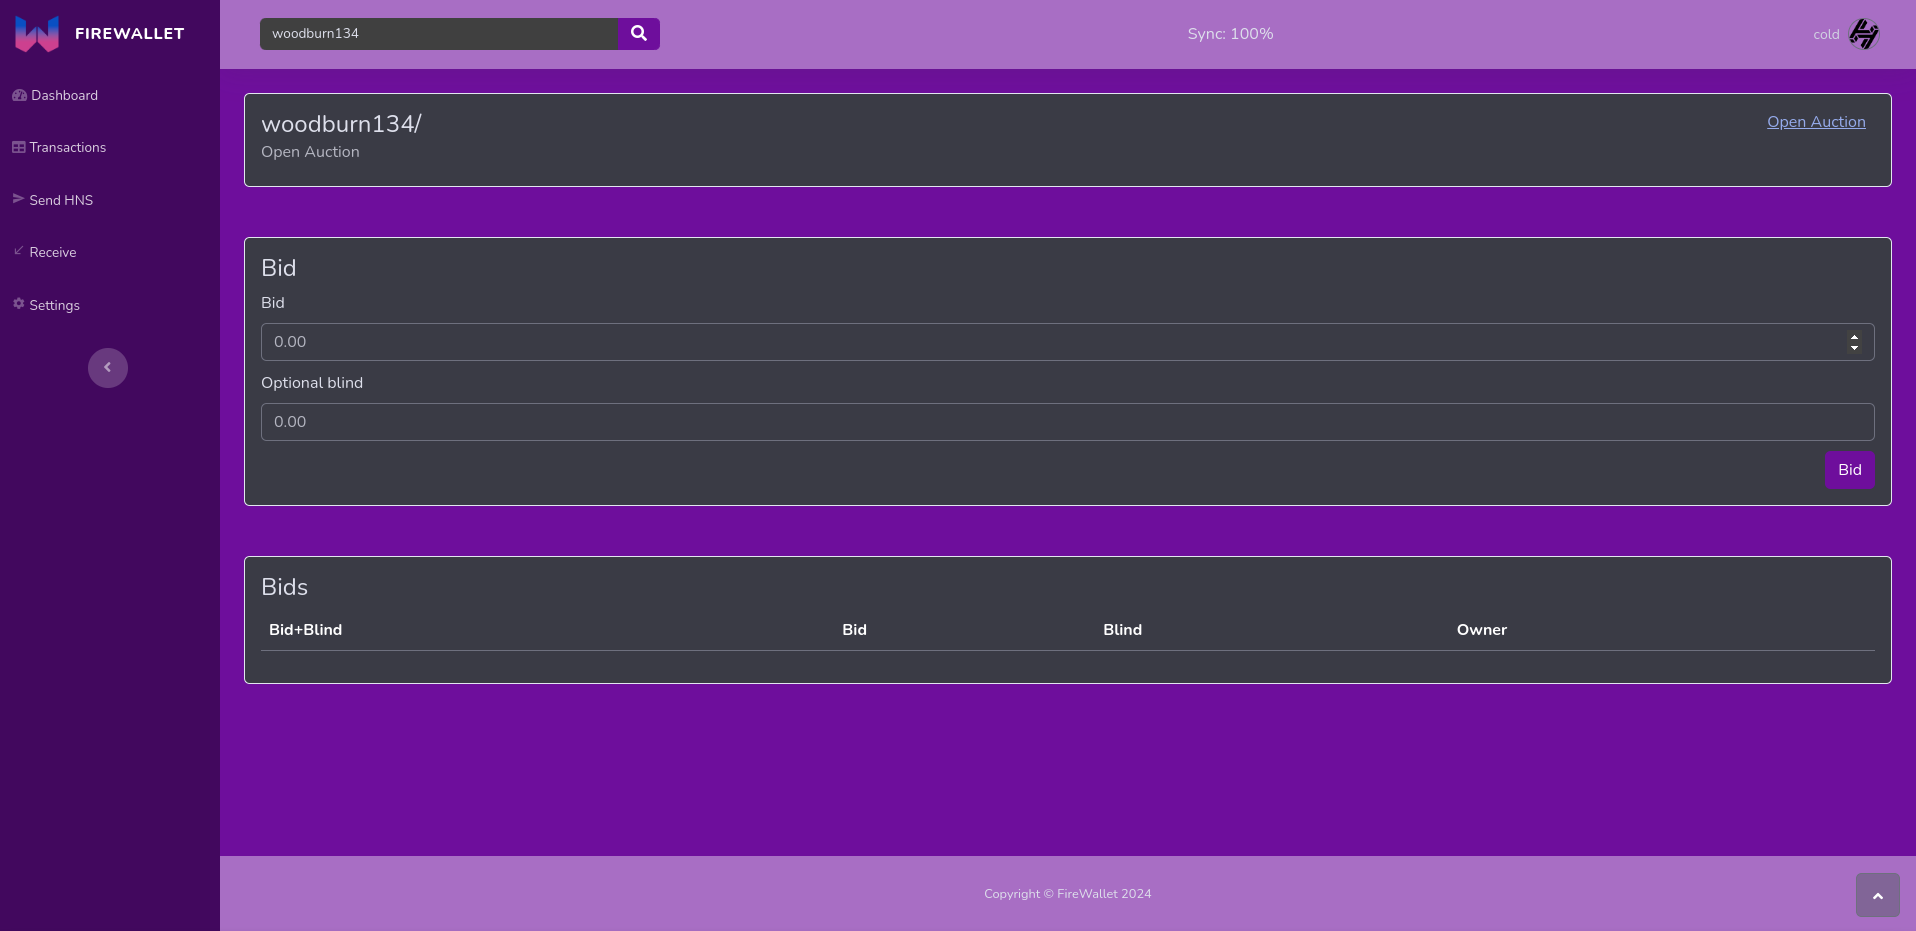 FIREWALLET
woodburn134
Sync: 100%
cold
Dashboard
Transactions
Send HNS
Receive
Settings
woodburn134/
Open Auction
Open Auction
Bid
Bid
0.00
Optional blind
0.00
Bid
Bids
Bid+Blind Bid Blind Owner
Copyright © FireWallet 2024